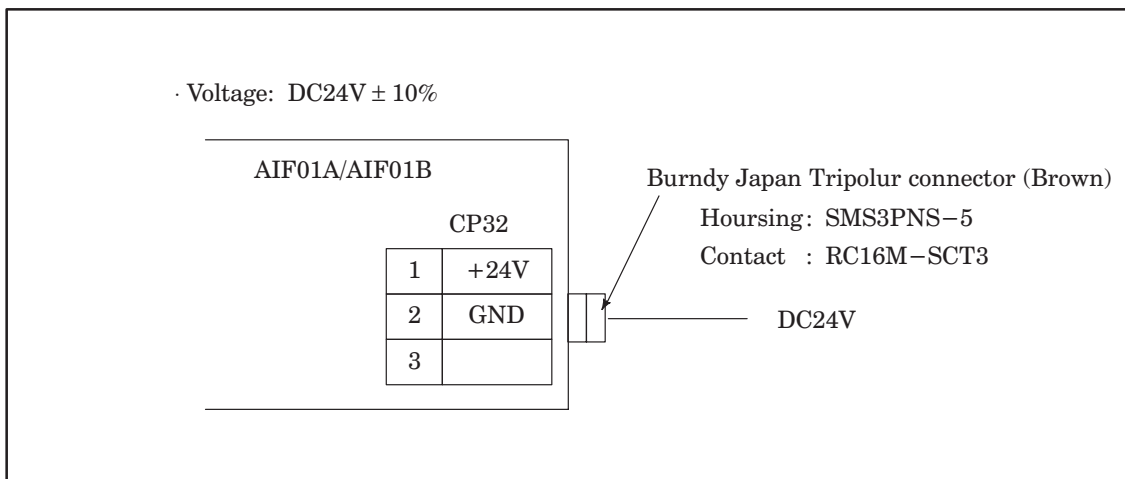 · Voltage: DC24V ± 10%
AIF01A/AIF01B
Burndy Japan Tripolur connector (Brown)
Hoursing: SMS3PNS−5
Contact : RC16M−SCT3
CP32
1 +24V
2 GND
3
DC24V